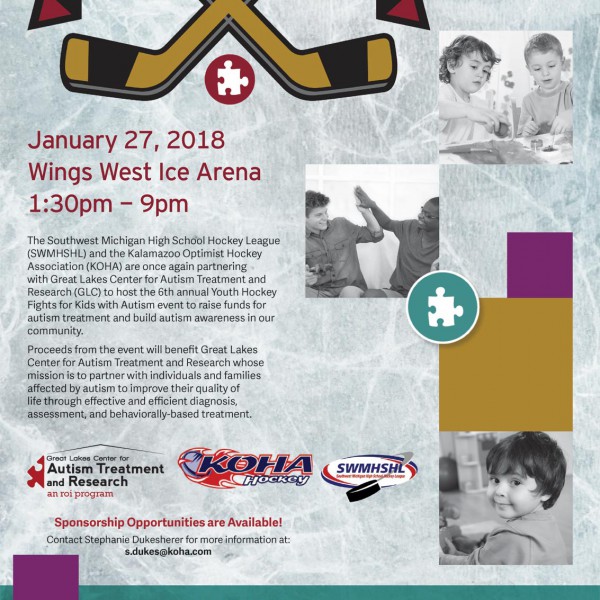 January 27, 2018
Wings West Ice Arena
1:30pm – 9pm
The Southwest Michigan High School Hockey League
(SWMHSHL) and the Kalamazoo Optimist Hockey
Association (KOHA) are once again partnering
with Great Lakes Center for Autism Treatment and
Research (GLC) to host the 6th annual Youth Hockey
Fights for Kids with Autism event to raise funds for
autism treatment and build autism awareness in our
community.
Proceeds from the event will benefit Great Lakes
Center for Autism Treatment and Research whose
mission is to partner with individuals and families
affected by autism to improve their quality of
life through effective and efficient diagnosis,
assessment, and behaviorally-based treatment.
Great Lakes Center for
Autism Treatment
and Research
an roi program
KOHA
Hockey
SWMHSHL
Southwest Michigan High School Hockey League
Sponsorship Opportunities are Available!
Contact Stephanie Dukesherer for more information at:
s.dukes@koha.com